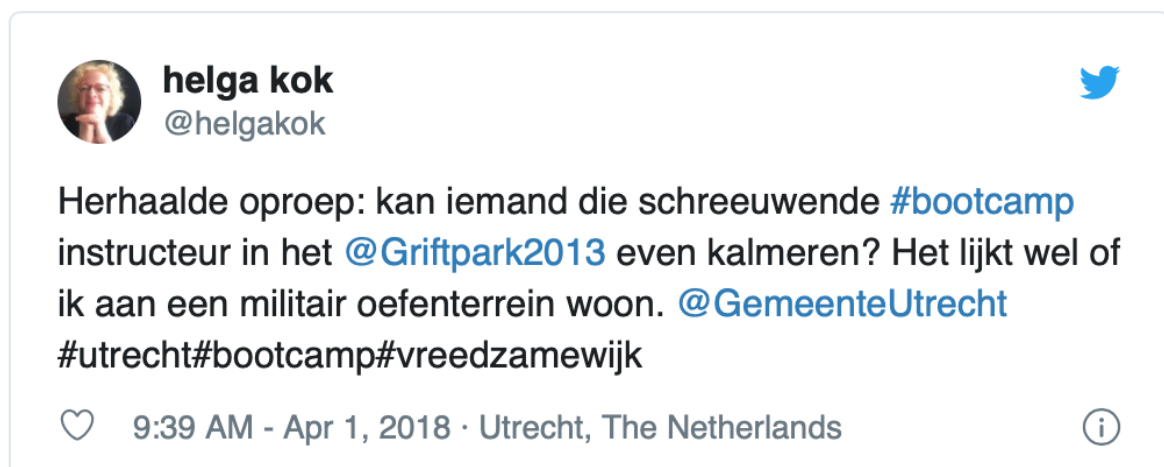 helga kok
@helgakok
Herhaalde oproep: kan iemand die schreeuwende #bootcamp
instructeur in het @Griftpark2013 even kalmeren? Het lijkt wel of
ik aan een militair oefenterrein woon. @GemeenteUtrecht
#utrecht#bootcamp#vreedzamewijk
9:39 AM - Apr 1, 2018 · Utrecht, The Netherlands